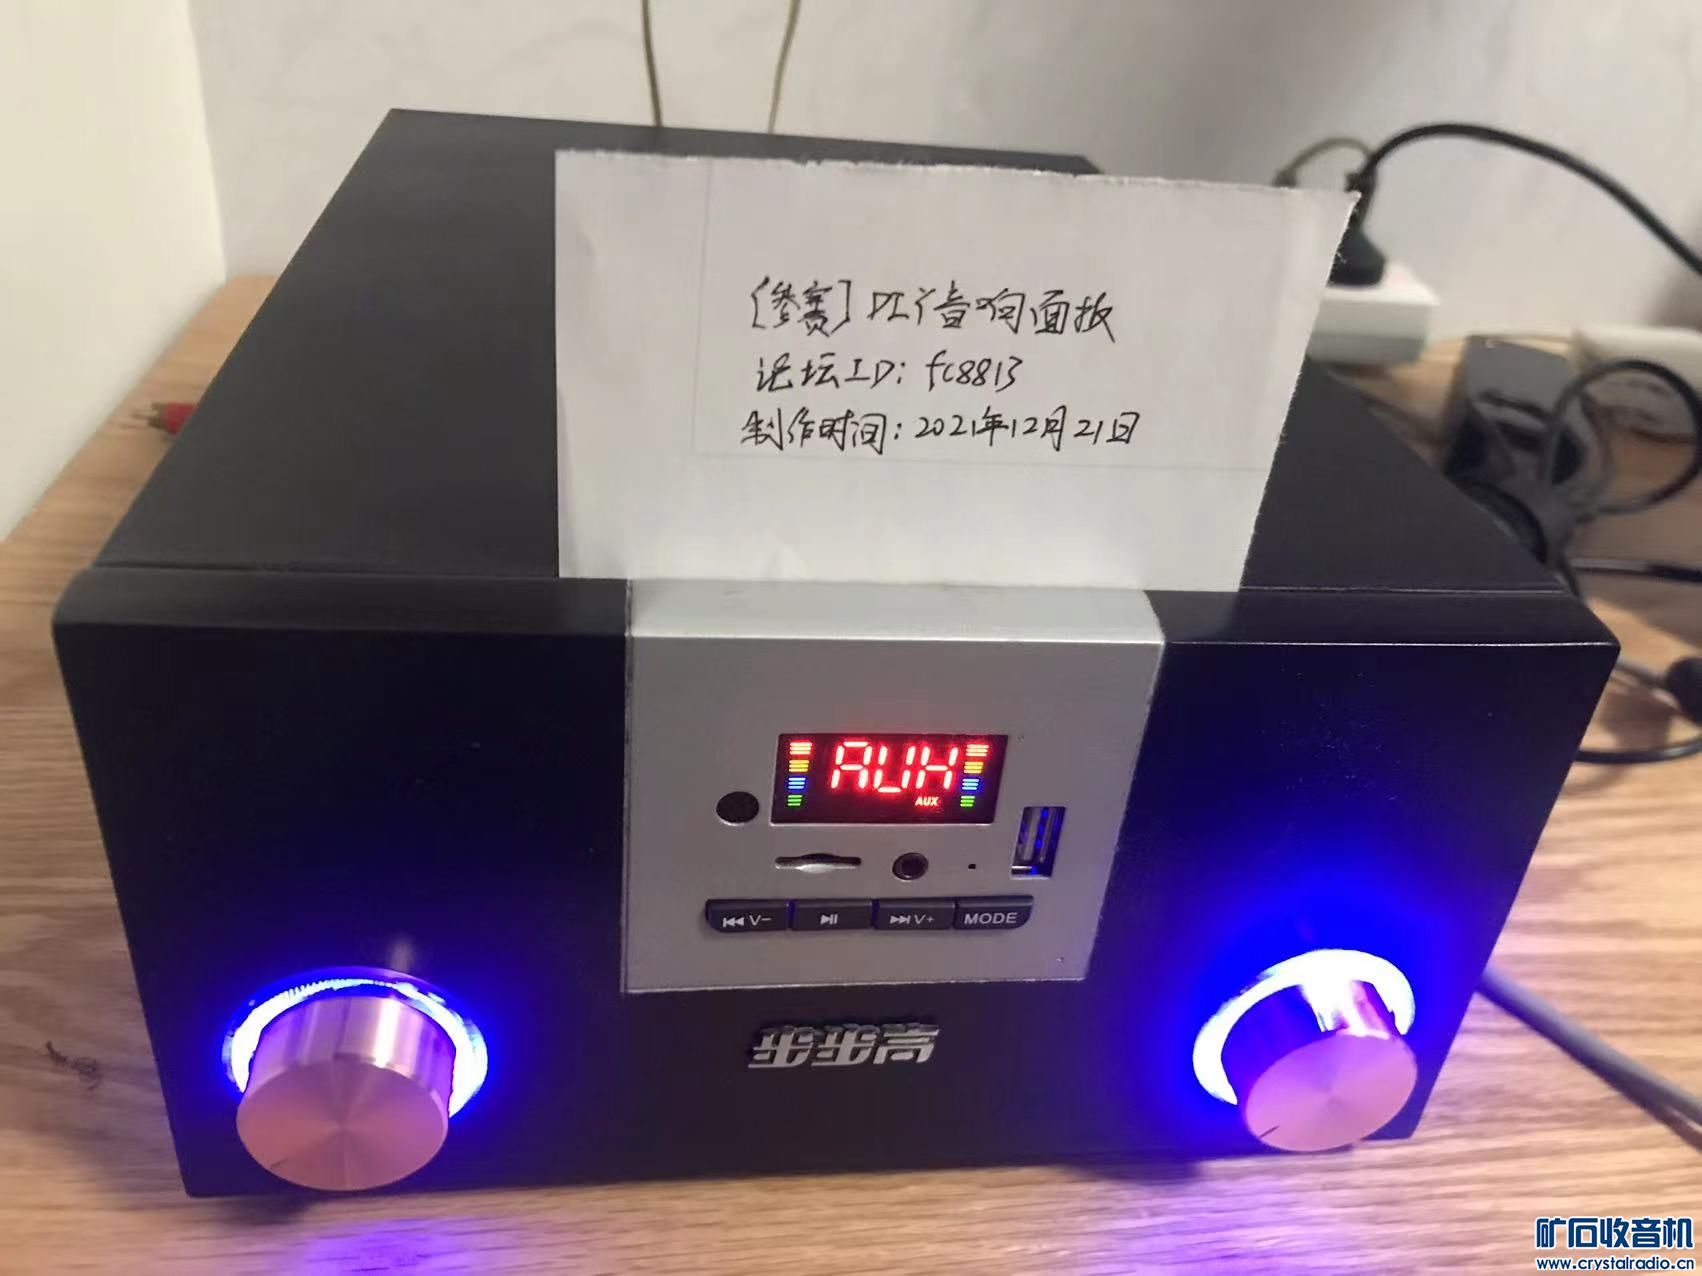 [参赛]DIY音响面板
论坛ID: fc8813
制作时间: 2021年12月21日
AUX
AUX
V-
V+
MODE
步步高
矿石收音机
www.crystalradio.cn